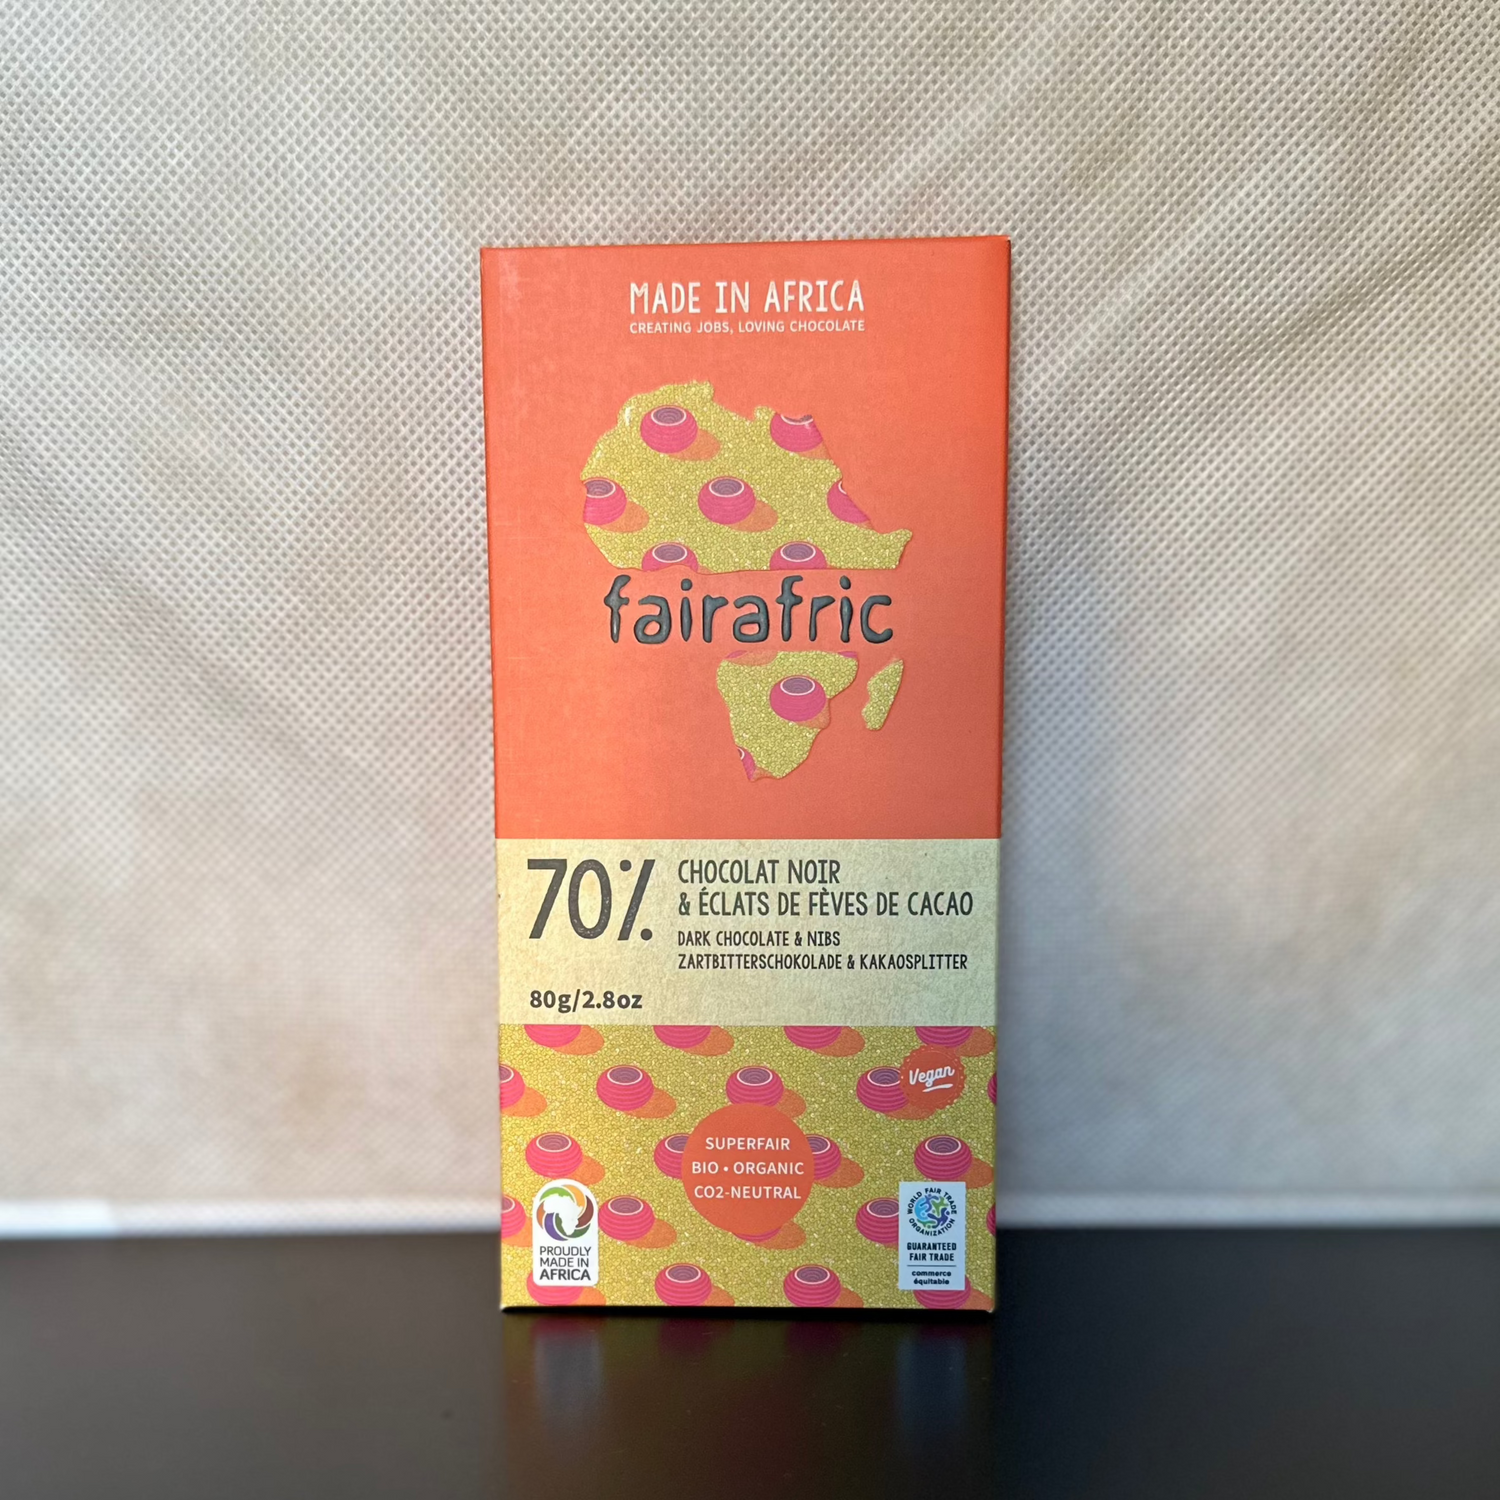 MADE IN AFRICA
CREATING JOBS, LOVING CHOCOLATE
fairafric
70%
CHOCOLAT NOIR
& ÉCLATS DE FÈVES DE CACAO
DARK CHOCOLATE & NIBS
ZARTBITTERSCHOKOLADE & KAKAOSPLITTER
80g/2.8oz
Vegan
SUPERFAIR
BIO • ORGANIC
CO2-NEUTRAL
PROUDLY
MADE IN
AFRICA
WORLD FAIR TRADE
ORGANIZATION
GUARANTEED
FAIR TRADE
commerce
équitable